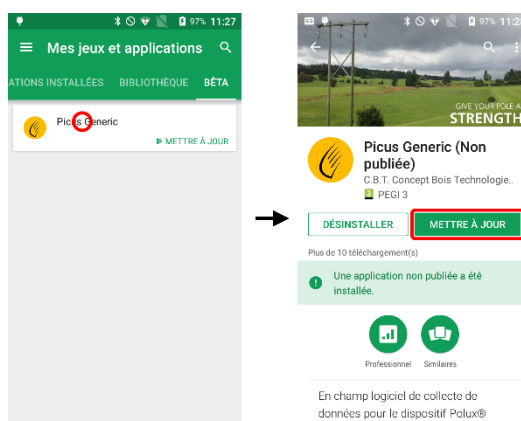 97% 11:27
Mes jeux et applications
ATIONS INSTALLÉES BIBLIOTHÈQUE BÊTA
Picus Generic
METTRE À JOUR
97% 11:2
GIVE YOUR POLE A
STRENGTH
Picus Generic (Non
publiée)
C.B.T. Concept Bois Technologie..
3 PEGI 3
DÉSINSTALLER METTRE À JOUR
Plus de 10 téléchargement(s)
Une application non publiée a été
installée.
Professionnel Similaires
En champ logiciel de collecte de
données pour le dispositif Polux®